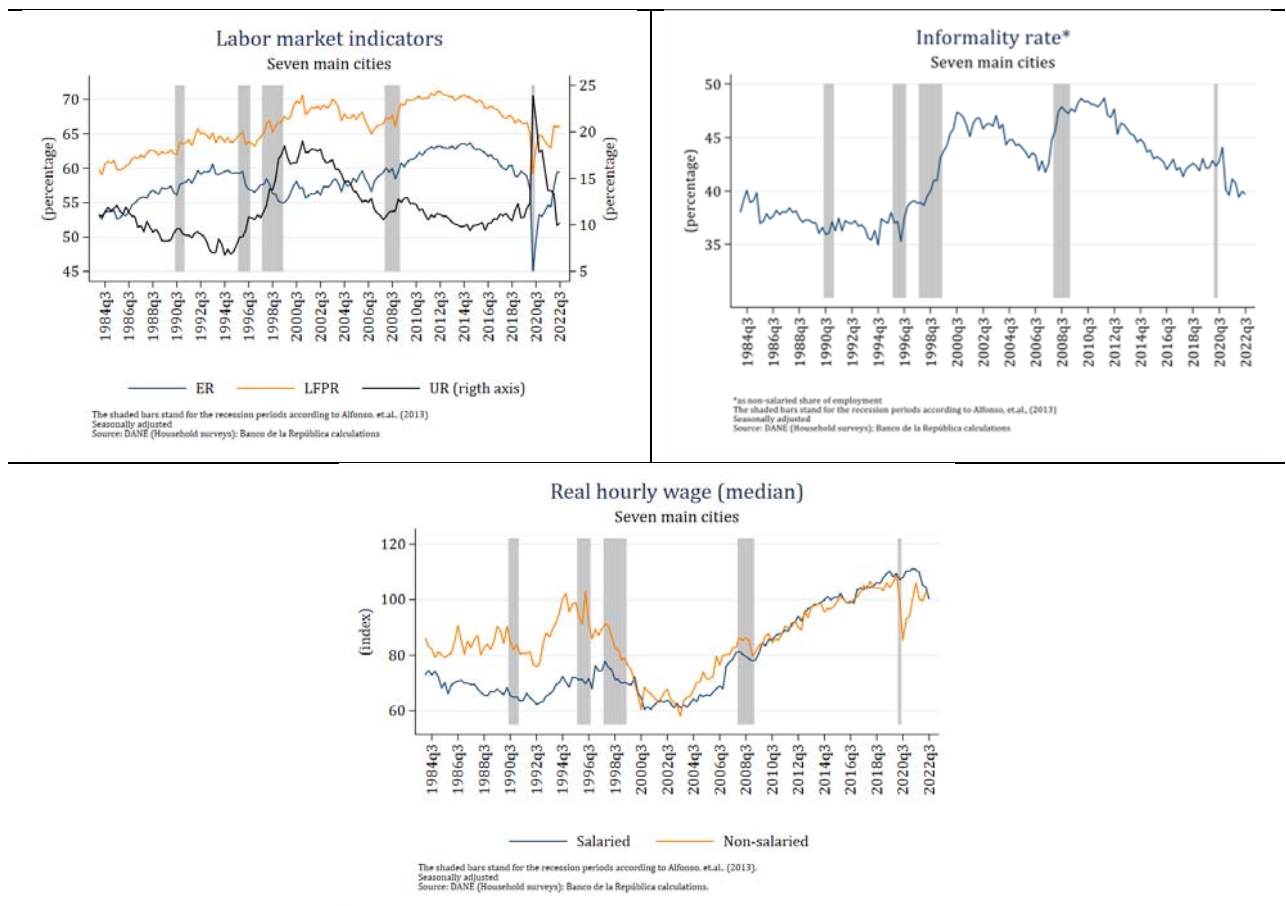 Labor market indicators
Seven main cities
(percentage)
70
65
60
55
50
45
25
20
15
10
5
(percentage)
1984q3
1986q3
1988q3
1990q3
1992q3
1994q3
1996q3
1998q3
2000q3
2002q3
2004q3
2006q3
2008q3
2010q3
2012q3
2014q3
2016q3
2018q3
2020q3
2022q3
ER LFPR UR (rigth axis)
The shaded bars stand for the recession periods according to Alfonso, et.al.. (2013)
Seasonally adjusted
Source: DANE (Household surveys); Banco de la República calculations
Informality rate*
Seven main cities
(percentage)
50
45
40
35
1984q3
1986q3
1988q3
1990q3
1992q3
1994q3
1996q3
1998q3
2000q3
2002q3
2004q3
2006q3
2008q3
2010q3
2012q3
2014q3
2016q3
2018q3
2020q3
2022q3
*as non-salaried share of employment
The shaded bars stand for the recession periods according to Alfonso, et.al, (2013)
Seasonally adjusted
Source: DANE (Household surveys); Banco de la República calculations
Real hourly wage (median)
Seven main cities
(index)
120
100
80
60
1984q3
1986q3
1988q3
1990q3
1992q3
1994q3
1996q3
1998q3
2000q3
2002q3
2004q3
2006q3
2008q3
2010q3
2012q3
2014q3
2016q3
2018q3
2020q3
2022q3
Salaried Non-salaried
The shaded bars stand for the recession periods according to Alfonso. et.al.. (2013).
Seasonally adjusted
Source: DANE (Household surveys): Banco de la República calculations.